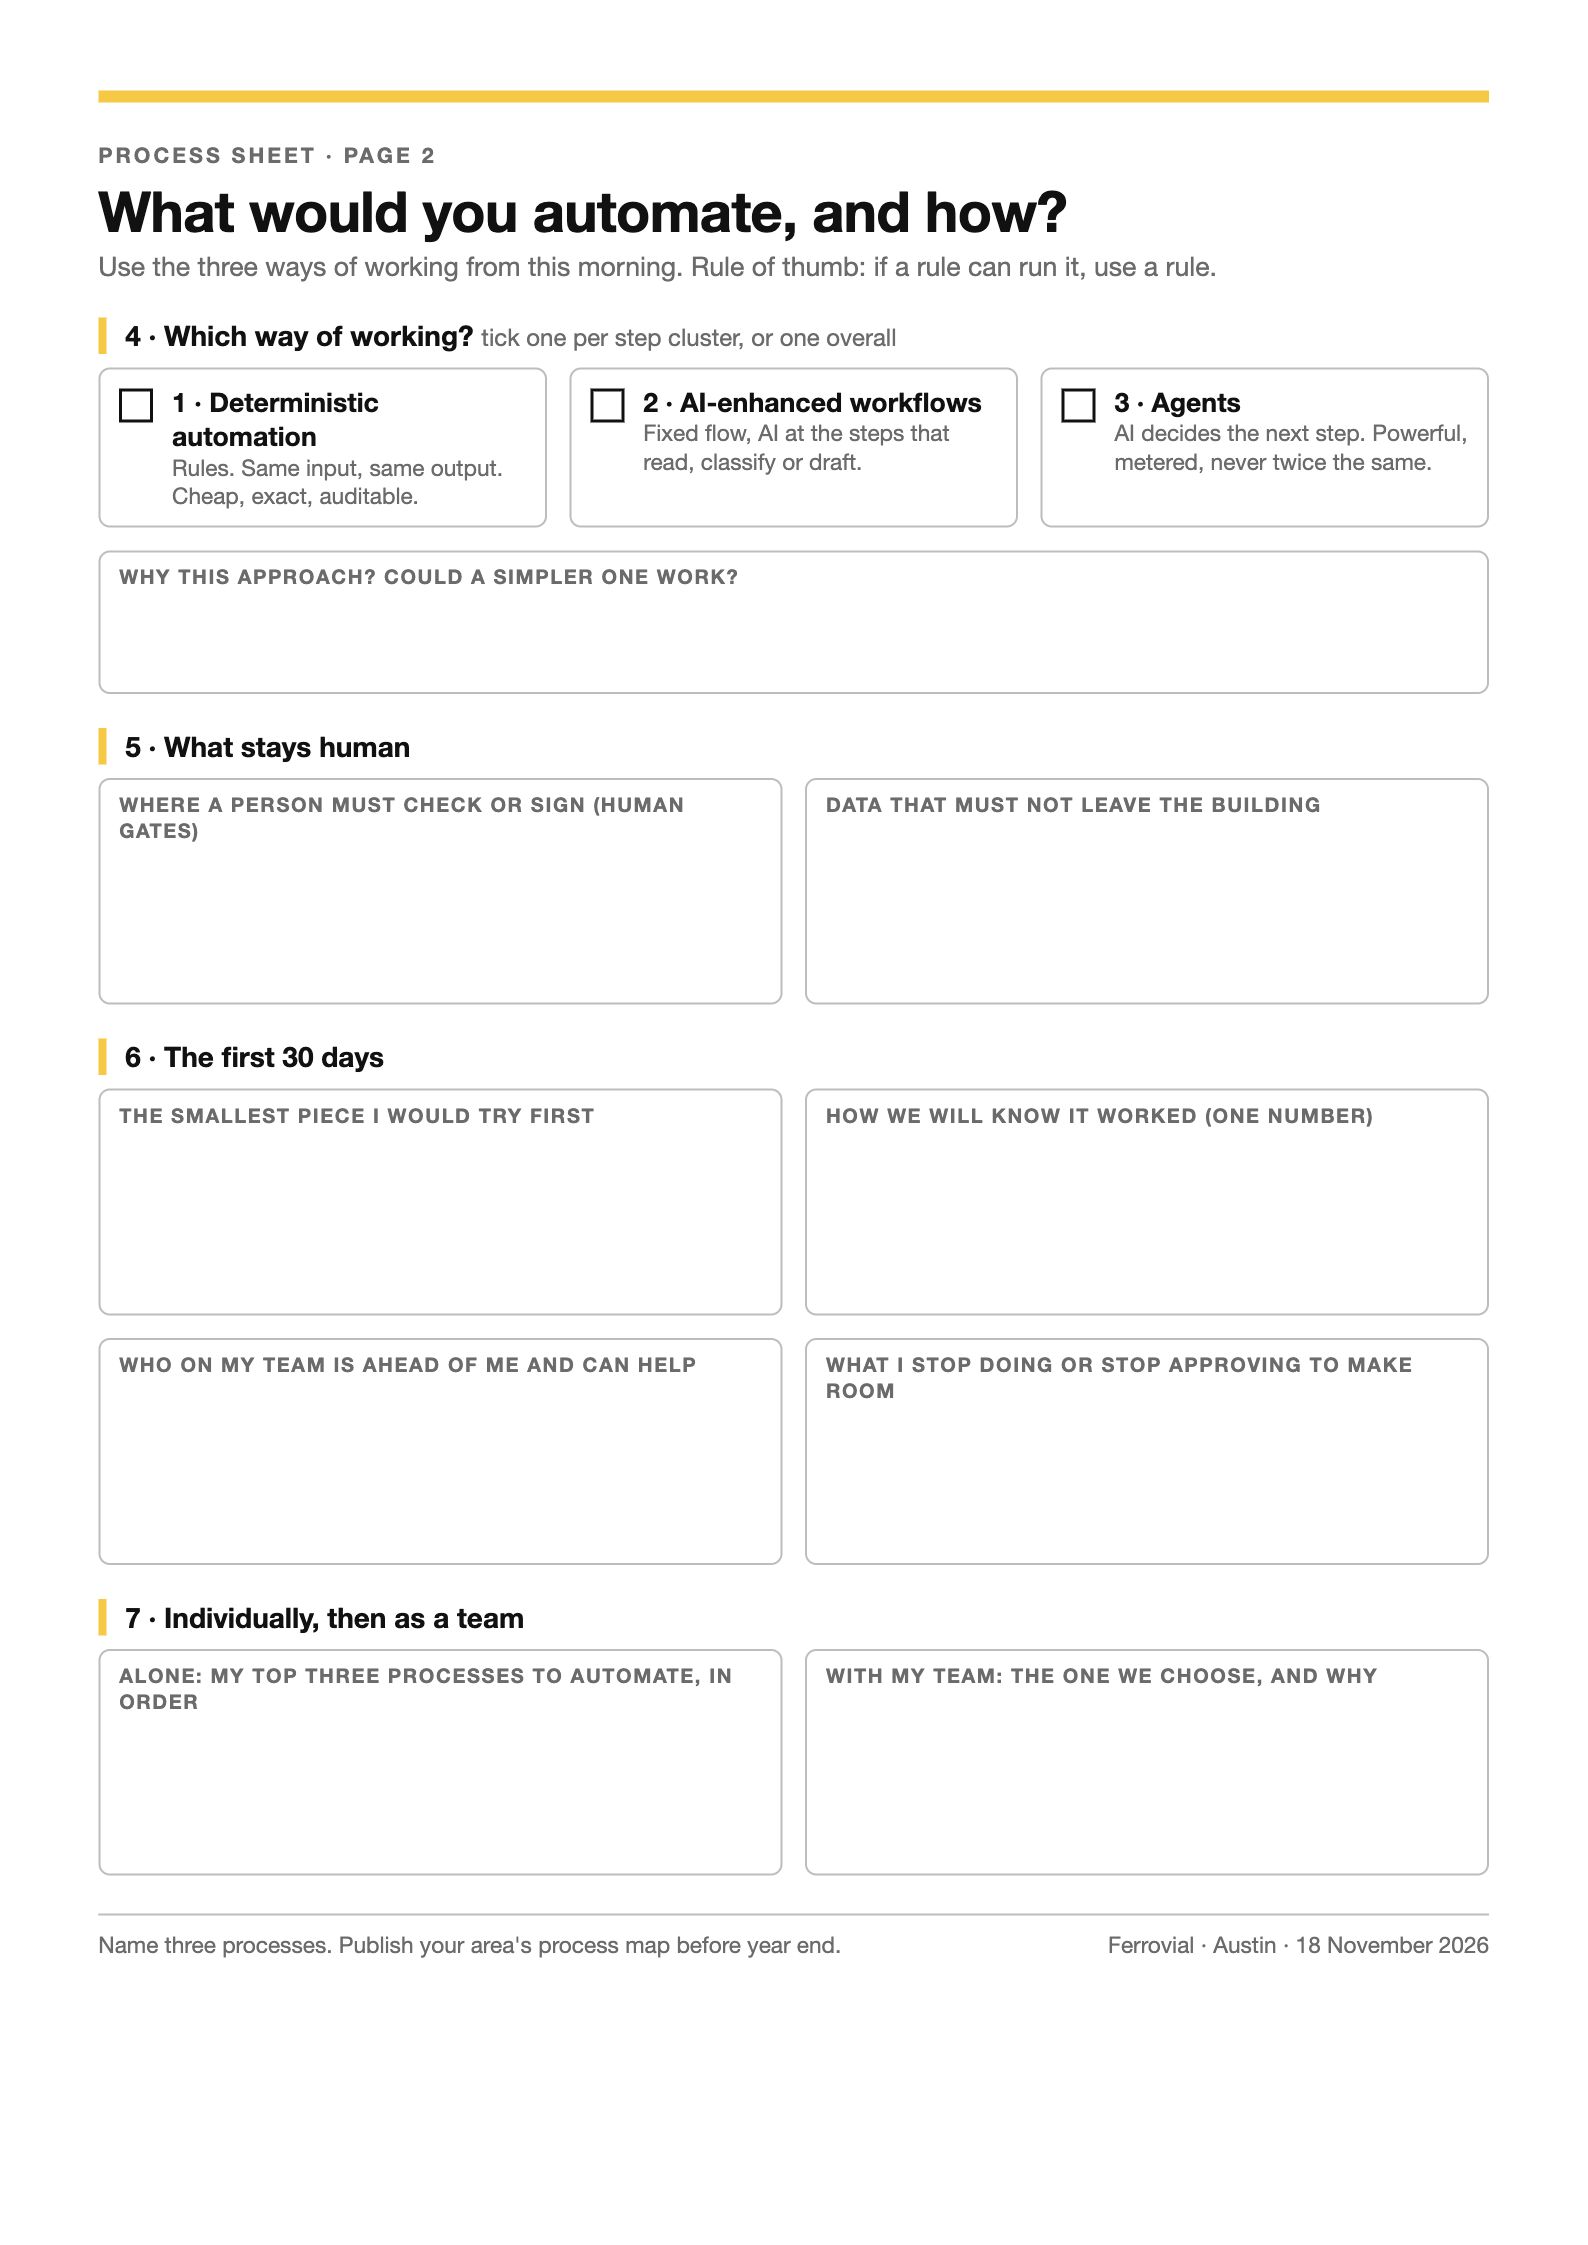 PROCESS SHEET · PAGE 2
What would you automate, and how?
Use the three ways of working from this morning. Rule of thumb: if a rule can run it, use a rule.
4 · Which way of working? tick one per step cluster, or one overall
1 · Deterministic
automation
Rules. Same input, same output.
Cheap, exact, auditable.
2 · AI-enhanced workflows
Fixed flow, AI at the steps that
read, classify or draft.
3 · Agents
AI decides the next step. Powerful,
metered, never twice the same.
WHY THIS APPROACH? COULD A SIMPLER ONE WORK?
5 · What stays human
WHERE A PERSON MUST CHECK OR SIGN (HUMAN
GATES)
DATA THAT MUST NOT LEAVE THE BUILDING
6 · The first 30 days
THE SMALLEST PIECE I WOULD TRY FIRST
HOW WE WILL KNOW IT WORKED (ONE NUMBER)
WHO ON MY TEAM IS AHEAD OF ME AND CAN HELP
WHAT I STOP DOING OR STOP APPROVING TO MAKE
ROOM
7 · Individually, then as a team
ALONE: MY TOP THREE PROCESSES TO AUTOMATE, IN
ORDER
WITH MY TEAM: THE ONE WE CHOOSE, AND WHY
Name three processes. Publish your area's process map before year end.
Ferrovial · Austin · 18 November 2026